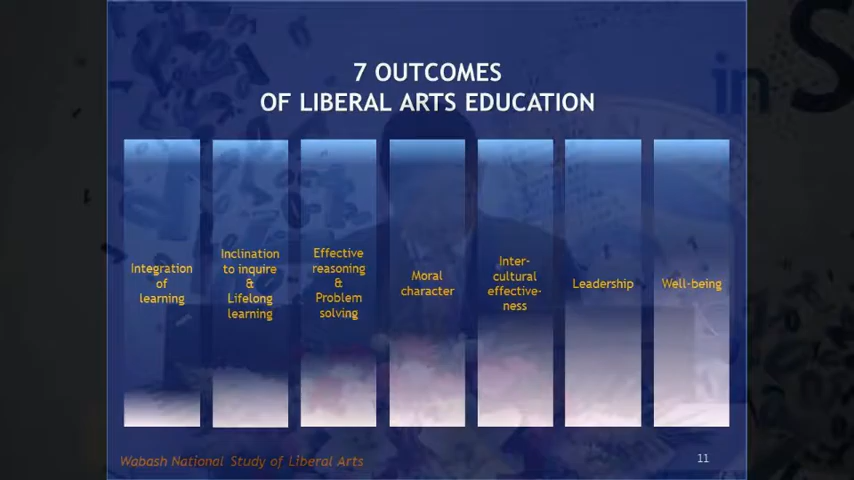 7 OUTCOMES
OF LIBERAL ARTS EDUCATION
Integration
of
learning
Inclination
to inquire
&
Lifelong
learning
Effective
reasoning
&
Problem
solving
Moral
character
Inter-
cultural
effective-
ness
Leadership
Well-being
Wabash National Study of Liberal Arts
11
in